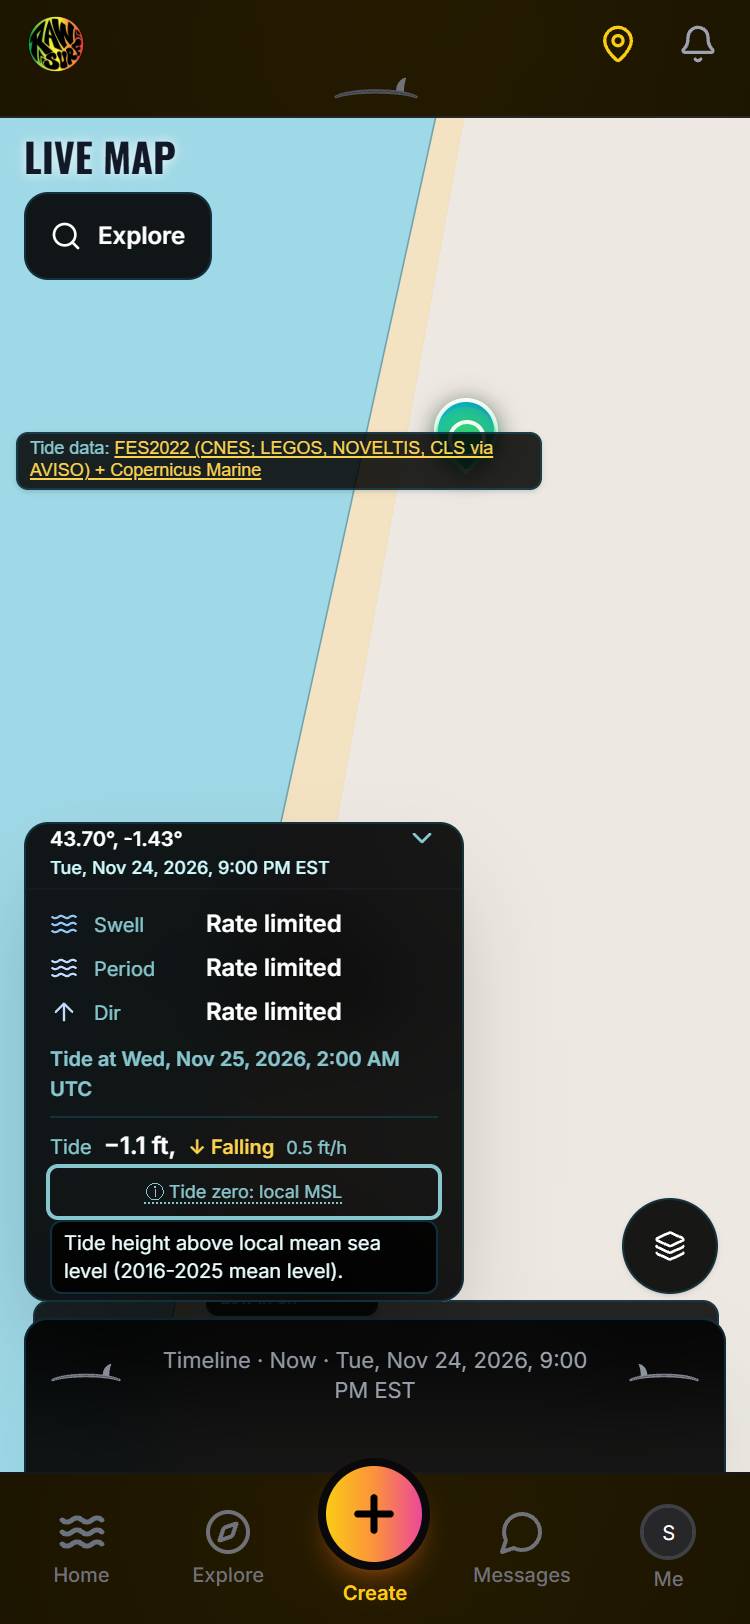 RAW
LIVE MAP
Explore
Tide data: FES2022 (CNES; LEGOS, NOVELTIS, CLS via
AVISO) + Copernicus Marine
43.70°, -1.43°
Tue, Nov 24, 2026, 9:00 PM EST
Swell Rate limited
Period Rate limited
Dir Rate limited
Tide at Wed, Nov 25, 2026, 2:00 AM
UTC
Tide −1.1 ft, ↓ Falling 0.5 ft/h
ⓘ Tide zero: local MSL
Tide height above local mean sea
level (2016-2025 mean level).
Timeline · Now · Tue, Nov 24, 2026, 9:00
PM EST
Home
Explore
Create
Messages
S
Me